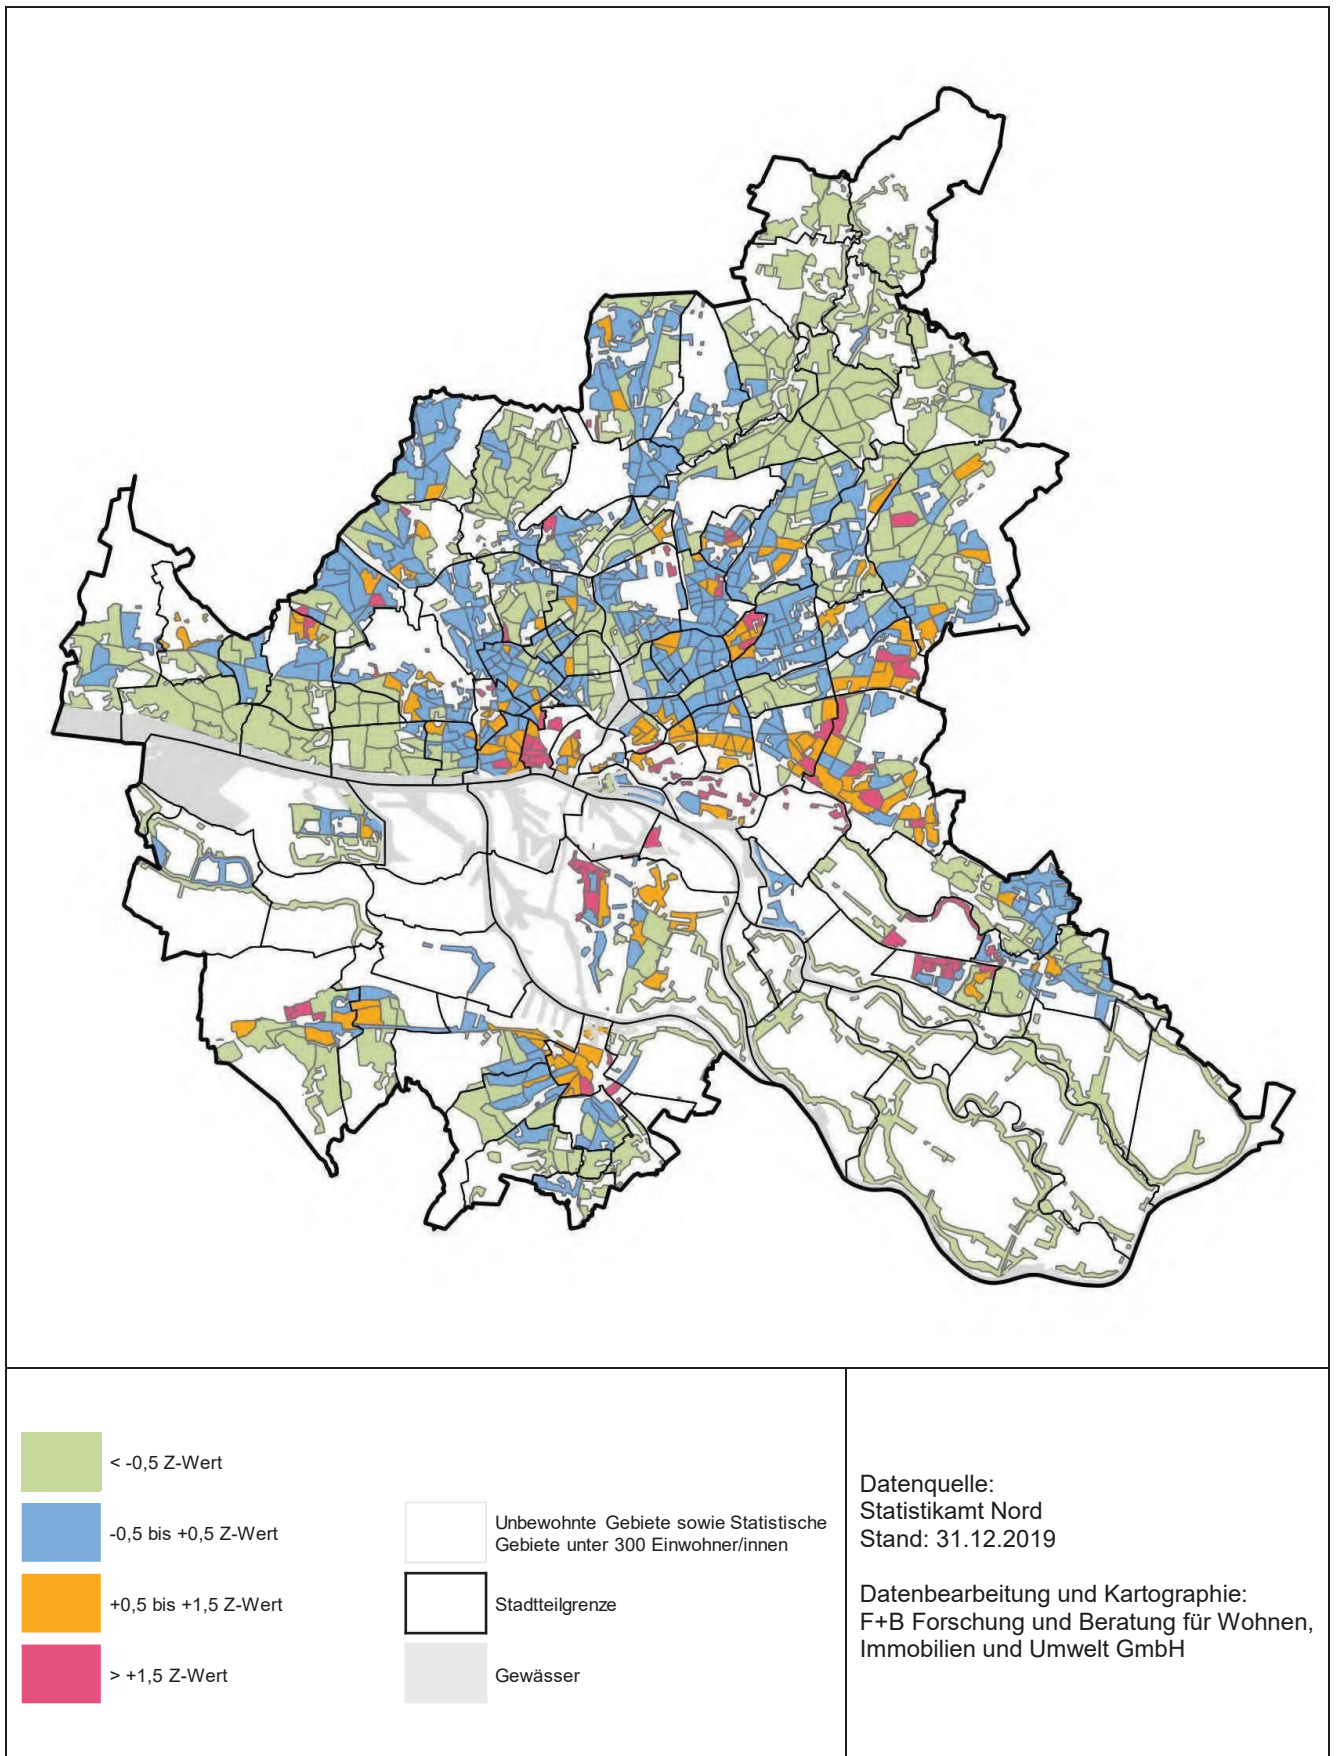 < -0,5 Z-Wert
-0,5 bis +0,5 Z-Wert
+0,5 bis +1,5 Z-Wert
> +1,5 Z-Wert
Unbewohnte Gebiete sowie Statistische
Gebiete unter 300 Einwohner/innen
Stadtteilgrenze
Gewässer
Datenquelle:
Statistikamt Nord
Stand: 31.12.2019
Datenbearbeitung und Kartographie:
F+B Forschung und Beratung für Wohnen,
Immobilien und Umwelt GmbH